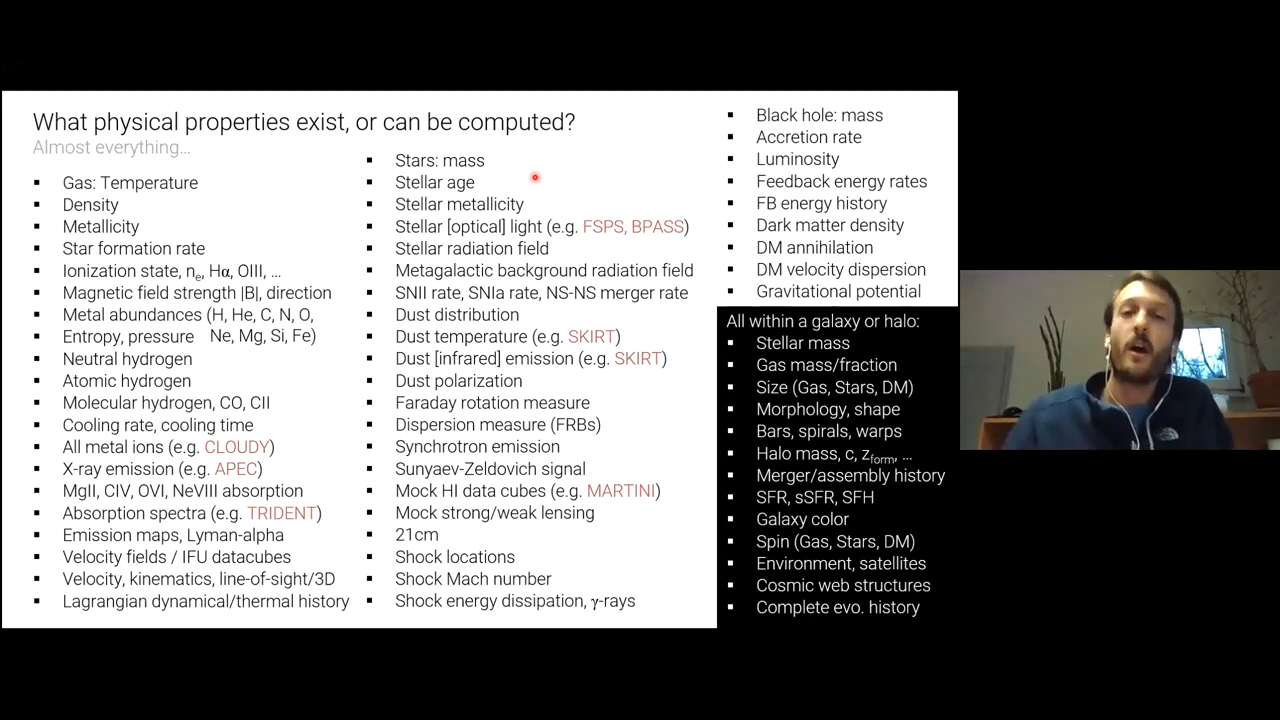 What physical properties exist, or can be computed?
Almost everything...
Gas: Temperature
Density
Metallicity
Star formation rate
Ionization state, nₑ, Hα, OIII, ...
Magnetic field strength |B|, direction
Metal abundances (H, He, C, N, O,
Entropy, pressure Ne, Mg, Si, Fe)
Neutral hydrogen
Atomic hydrogen
Molecular hydrogen, CO, CII
Cooling rate, cooling time
All metal ions (e.g. CLOUDY)
X-ray emission (e.g. APEC)
MgII, CIV, OVI, NeVIII absorption
Absorption spectra (e.g. TRIDENT)
Emission maps, Lyman-alpha
Velocity fields / IFU datacubes
Velocity, kinematics, line-of-sight/3D
Lagrangian dynamical/thermal history
Stars: mass
Stellar age
Stellar metallicity
Stellar [optical] light (e.g. FSPS, BPASS)
Stellar radiation field
Metagalactic background radiation field
SNII rate, SNIa rate, NS-NS merger rate
Dust distribution
Dust temperature (e.g. SKIRT)
Dust [infrared] emission (e.g. SKIRT)
Dust polarization
Faraday rotation measure
Dispersion measure (FRBs)
Synchrotron emission
Sunyaev-Zeldovich signal
Mock HI data cubes (e.g. MARTINI)
Mock strong/weak lensing
21cm
Shock locations
Shock Mach number
Shock energy dissipation, γ-rays
Black hole: mass
Accretion rate
Luminosity
Feedback energy rates
FB energy history
Dark matter density
DM annihilation
DM velocity dispersion
Gravitational potential
All within a galaxy or halo:
Stellar mass
Gas mass/fraction
Size (Gas, Stars, DM)
Morphology, shape
Bars, spirals, warps
Halo mass, c, z_form, ...
Merger/assembly history
SFR, sSFR, SFH
Galaxy color
Spin (Gas, Stars, DM)
Environment, satellites
Cosmic web structures
Complete evo. history